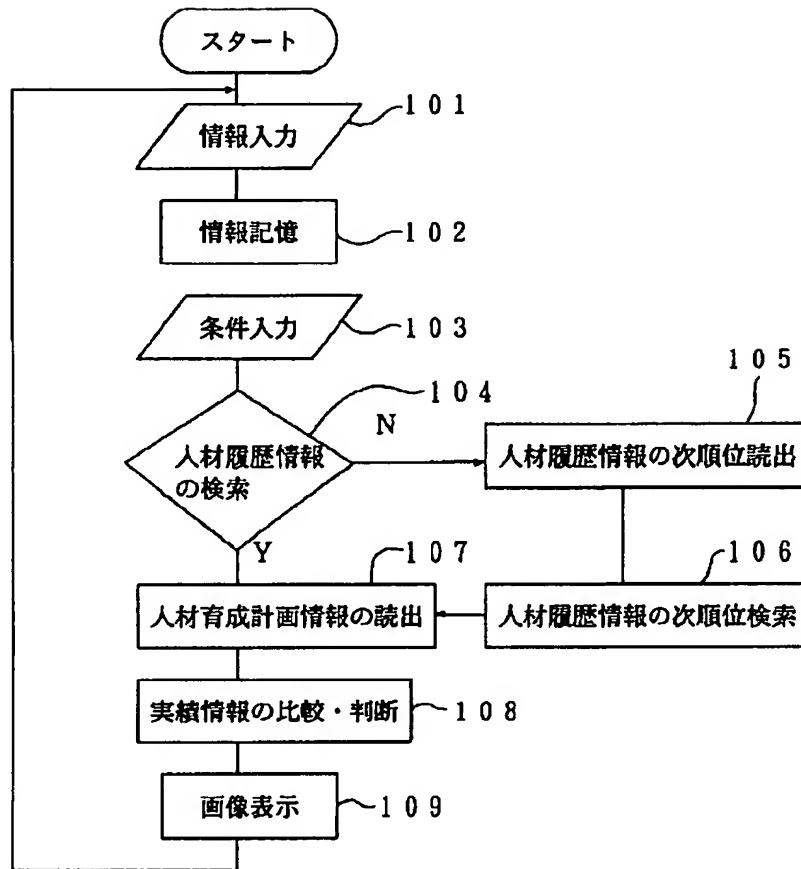 スタート
情報入力
101
情報記憶
102
条件入力
103
104
人材履歴情報
の検索
N
105
人材履歴情報の次順位読出
Y
106
人材履歴情報の次順位検索
107
人材育成計画情報の読出
実績情報の比較・判断
108
画像表示
109